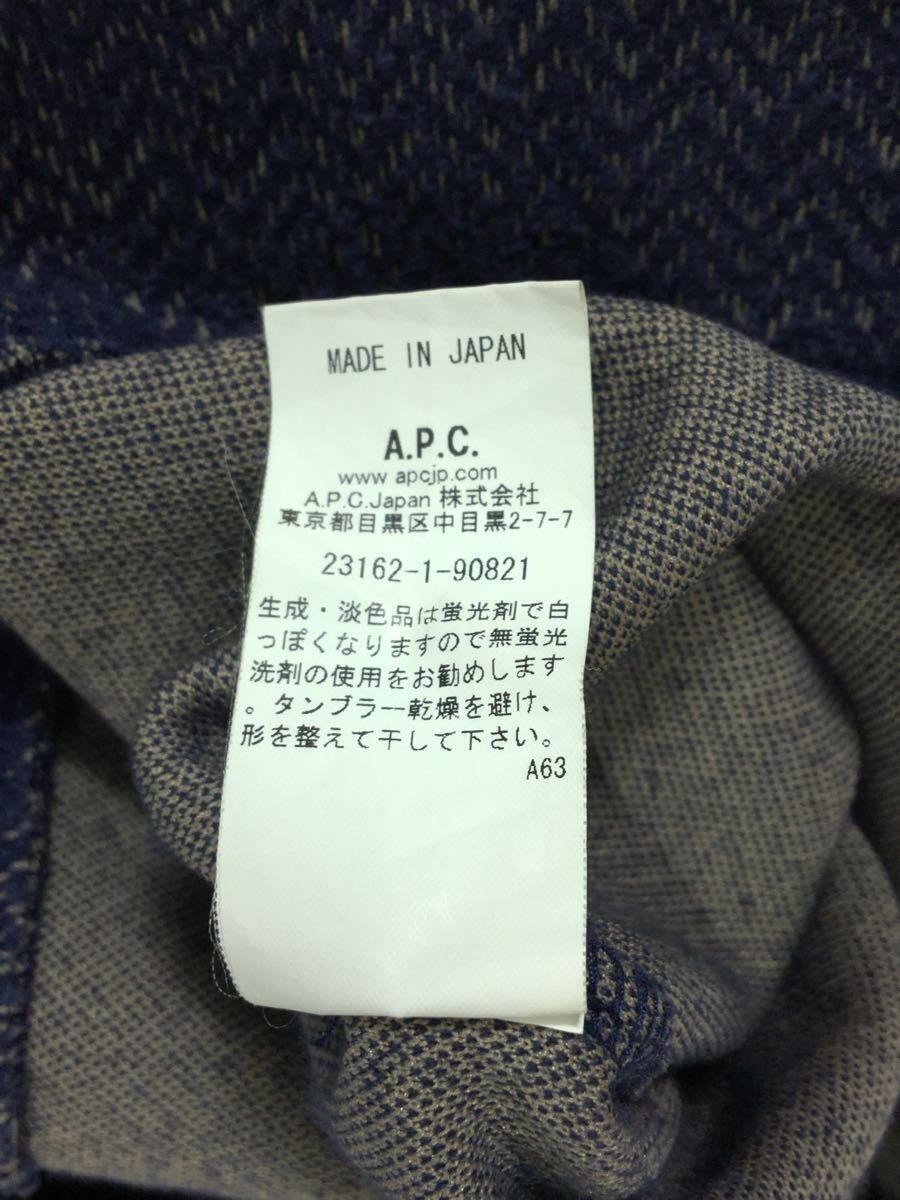 MADE IN JAPAN
A.P.C.
www.apcjp.com
A.P.C.Japan 株式会社
東京都目黒区中目黒2-7-7
23162-1-90821
生成・淡色品は蛍光剤で白
っぽくなりますので無蛍光
洗剤の使用をお勧めします
。タンブラー乾燥を避け、
形を整えて干して下さい。
A63